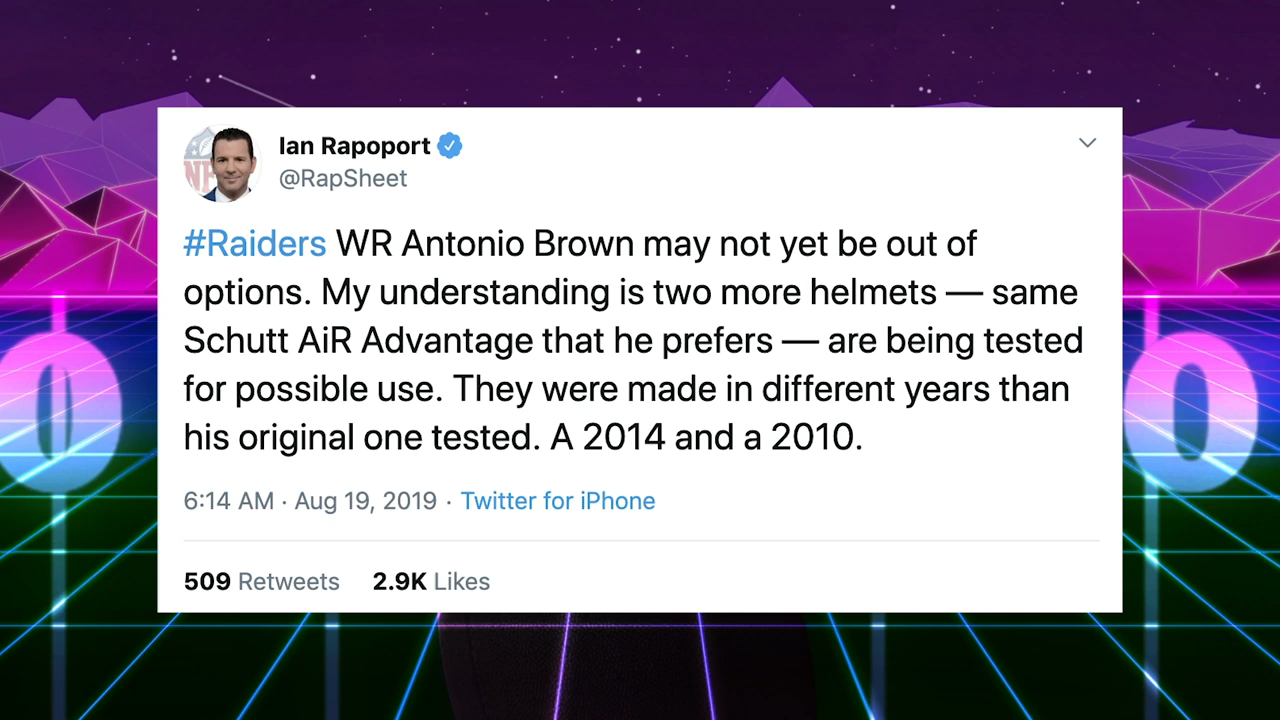 Ian Rapoport
@RapSheet
#Raiders WR Antonio Brown may not yet be out of
options. My understanding is two more helmets — same
Schutt AiR Advantage that he prefers — are being tested
for possible use. They were made in different years than
his original one tested. A 2014 and a 2010.
6:14 AM · Aug 19, 2019 · Twitter for iPhone
509 Retweets 2.9K Likes
0
0